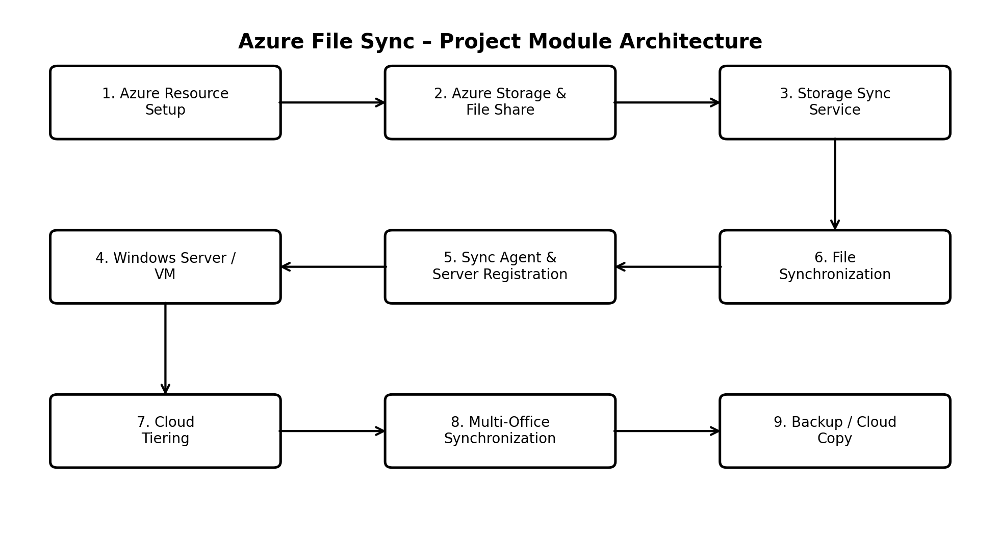 Azure File Sync – Project Module Architecture
1. Azure Resource
Setup
2. Azure Storage &
File Share
3. Storage Sync
Service
4. Windows Server /
VM
5. Sync Agent &
Server Registration
6. File
Synchronization
7. Cloud
Tiering
8. Multi-Office
Synchronization
9. Backup / Cloud
Copy